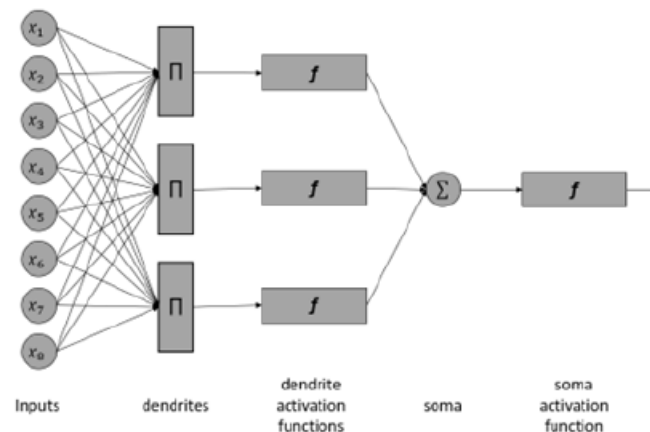 x₁
x₂
x₃
x₄
x₅
x₆
x₇
x₈
Π
Π
Π
f
f
f
Σ
f
Inputs
dendrites
dendrite
activation
functions
soma
soma
activation
function